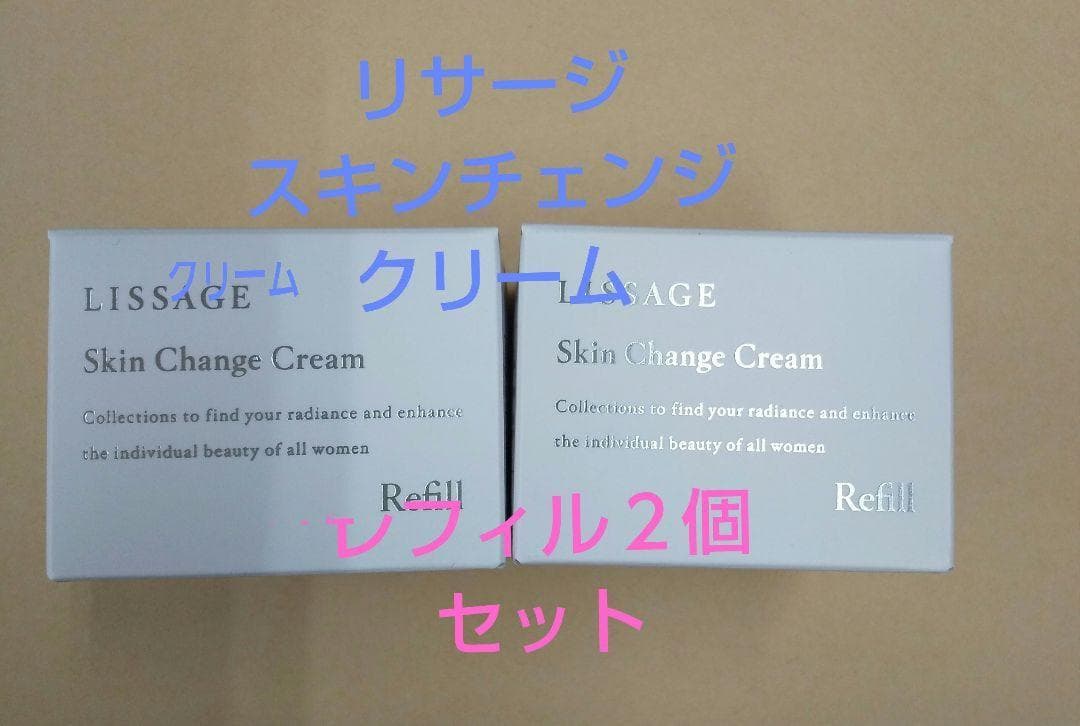 リサージ
スキンチェンジ
クリーム
クリーム
LISSAGE
Skin Change Cream
Collections to find your radiance and enhance
the individual beauty of all women
Refill
LISSAGE
Skin Change Cream
Collections to find your radiance and enhance
the individual beauty of all women
Refill
レフィル2個
セット